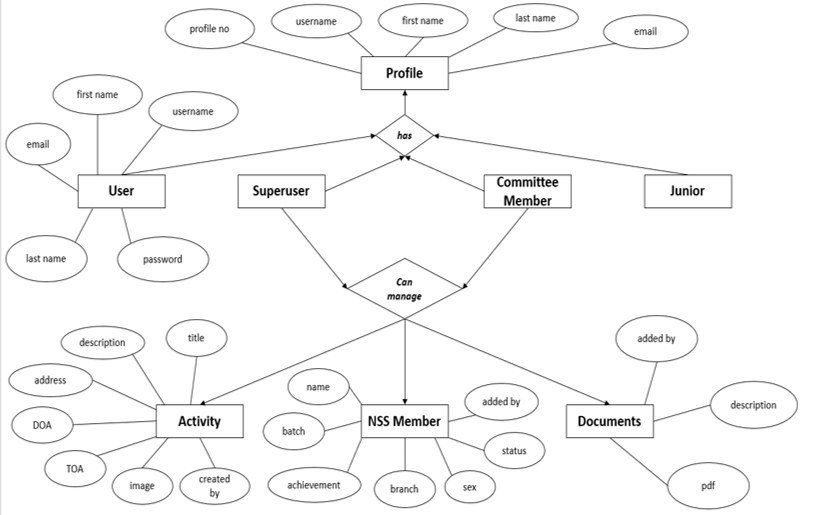 profile no
username
first name
last name
email
Profile
first name
username
email
has
User
Superuser
Committee
Member
Junior
last name
password
Can
manage
description
title
added by
address
name
added by
description
DOA
Activity
batch
NSS Member
Documents
status
TOA
image
created
by
achievement
branch
sex
pdf